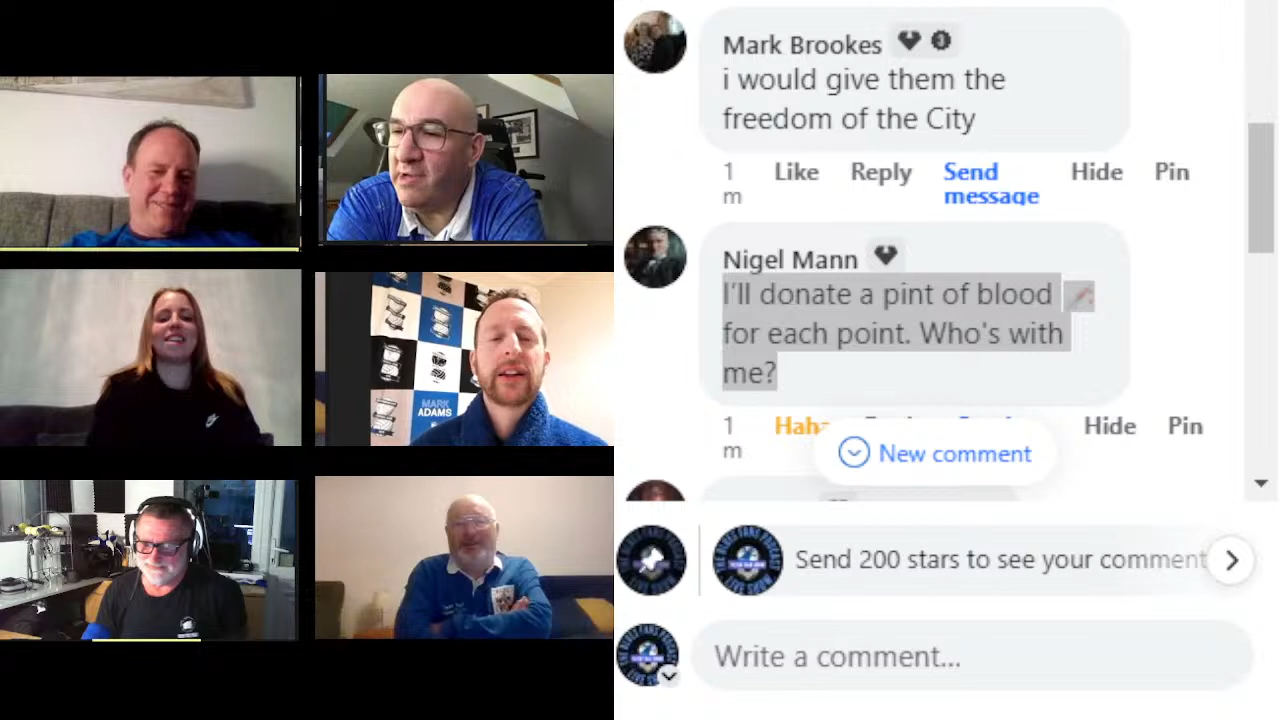 MARK
ADAMS
Mark Brookes
i would give them the
freedom of the City
1
m
Like
Reply
Send
message
Hide
Pin
Nigel Mann
I'll donate a pint of blood
for each point. Who's with
me?
1
m
Hide
Pin
New comment
Send 200 stars to see your comment
Write a comment...